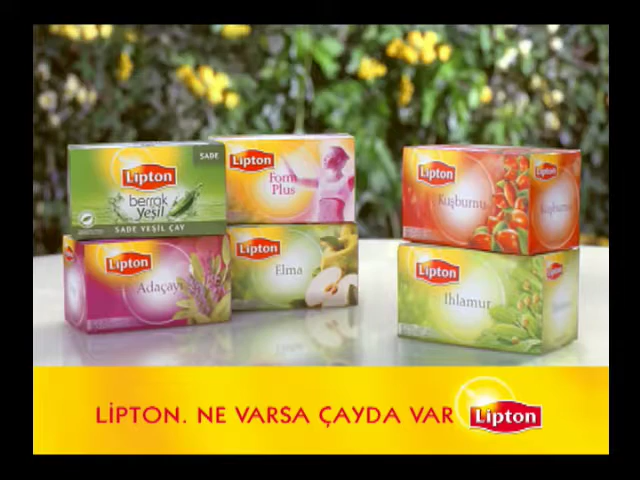 SADE
Lipton
berrak
yeşil
SADE YEŞİL ÇAY
Lipton
Form
Plus
Lipton
Kuşburnu
Lipton
Kuşburnu
Lipton
Adaçayı
Lipton
Elma
Lipton
Ihlamur
LİPTON. NE VARSA ÇAYDA VAR
Lipton